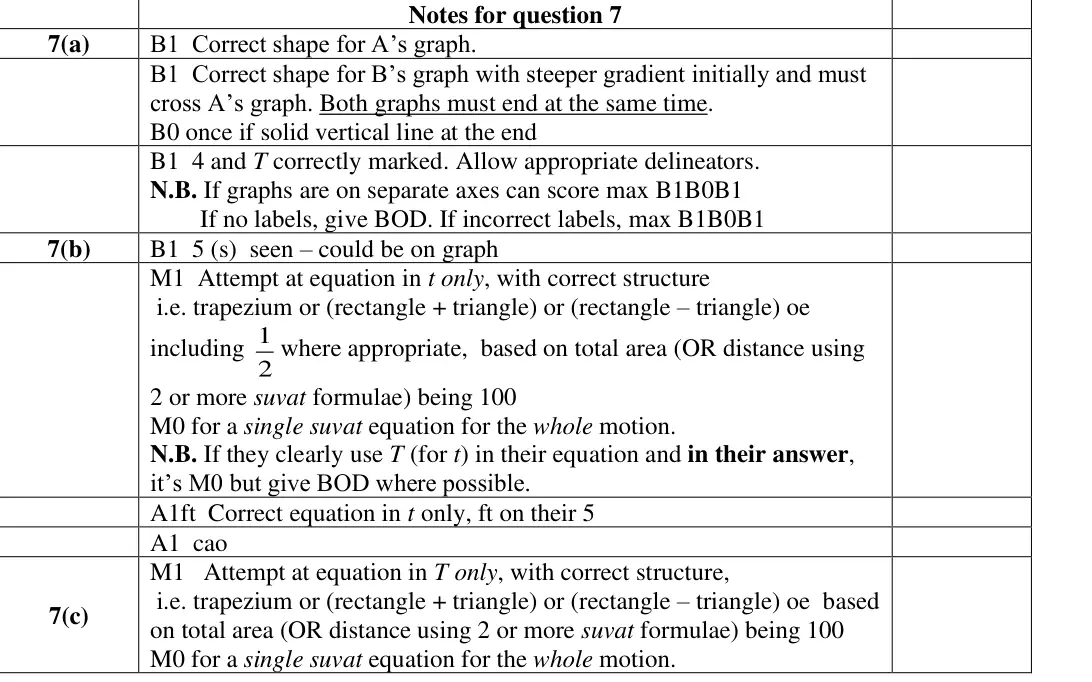 Notes for question 7
7(a) B1 Correct shape for A's graph.
B1 Correct shape for B's graph with steeper gradient initially and must
cross A's graph. Both graphs must end at the same time.
B0 once if solid vertical line at the end
B1 4 and T correctly marked. Allow appropriate delineators.
N.B. If graphs are on separate axes can score max B1B0B1
If no labels, give BOD. If incorrect labels, max B1B0B1
7(b) B1 5 (s) seen – could be on graph
M1 Attempt at equation in t only, with correct structure
i.e. trapezium or (rectangle + triangle) or (rectangle – triangle) oe
including 1/2 where appropriate, based on total area (OR distance using
2 or more suvat formulae) being 100
M0 for a single suvat equation for the whole motion.
N.B. If they clearly use T (for t) in their equation and in their answer,
it's M0 but give BOD where possible.
A1ft Correct equation in t only, ft on their 5
A1 cao
M1 Attempt at equation in T only, with correct structure,
i.e. trapezium or (rectangle + triangle) or (rectangle – triangle) oe based
7(c) on total area (OR distance using 2 or more suvat formulae) being 100
M0 for a single suvat equation for the whole motion.